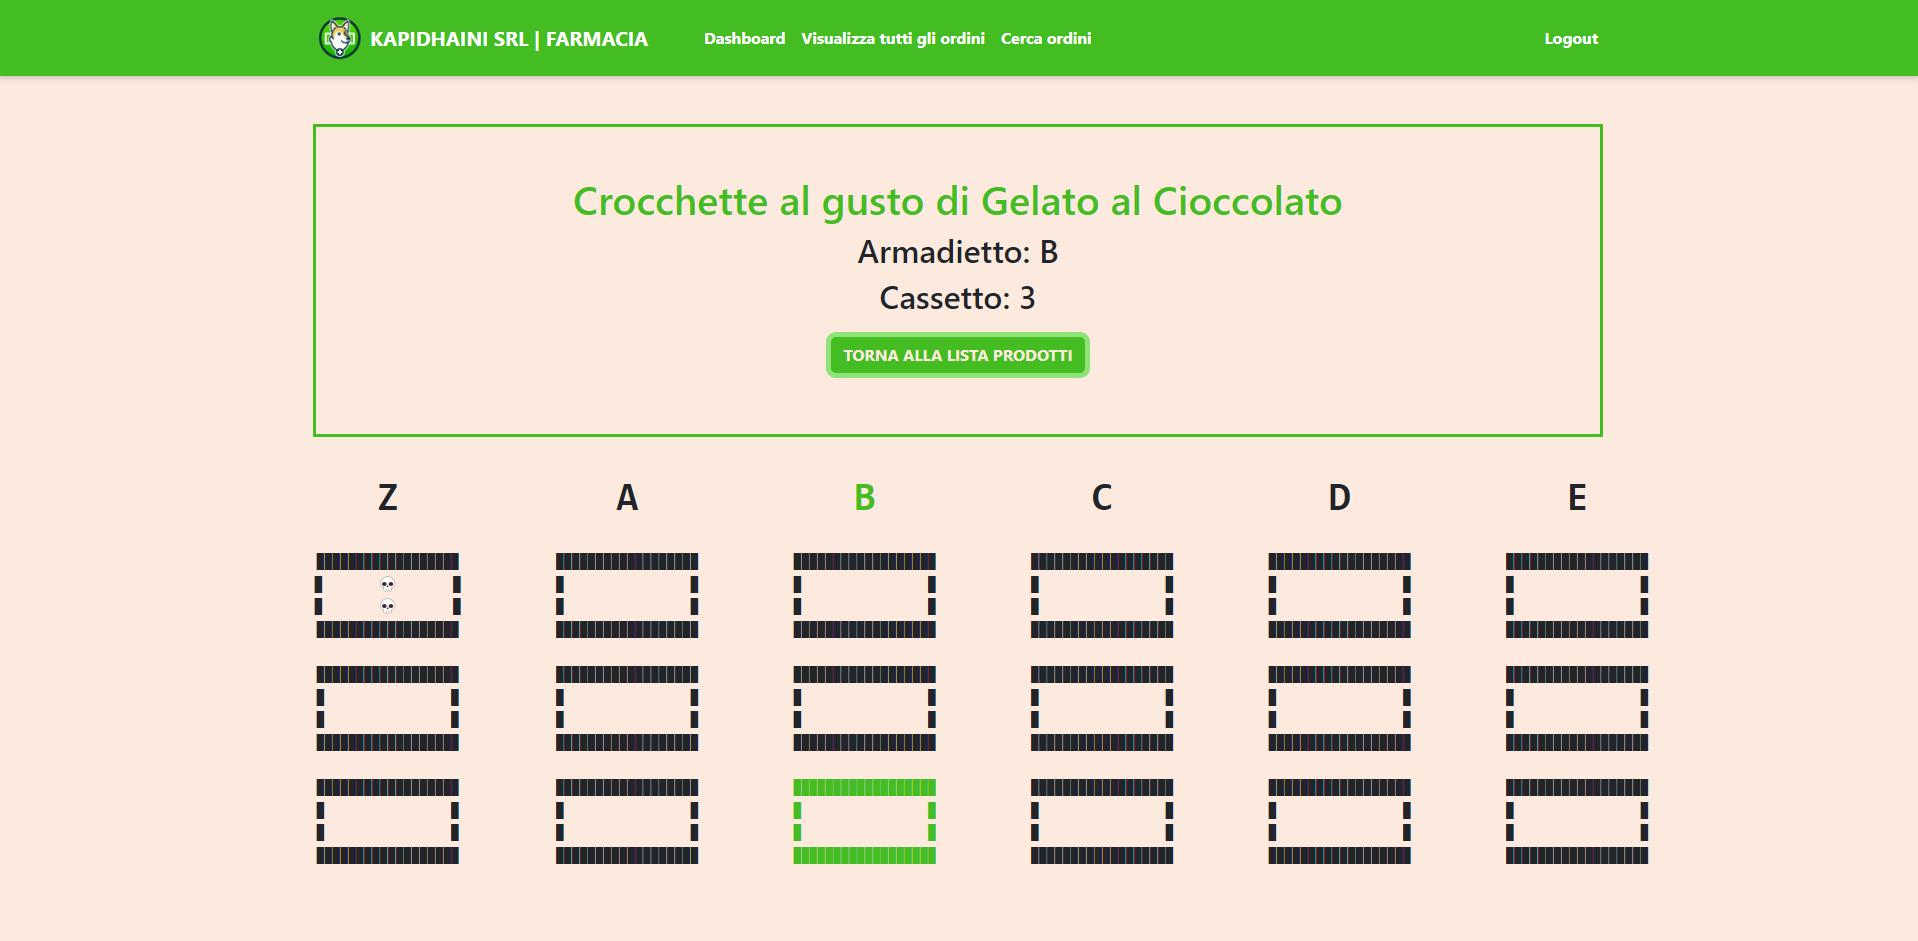 KAPIDHAINI SRL | FARMACIA Dashboard Visualizza tutti gli ordini Cerca ordini Logout
Crocchette al gusto di Gelato al Cioccolato
Armadietto: B
Cassetto: 3
TORNA ALLA LISTA PRODOTTI
Z A B C D E